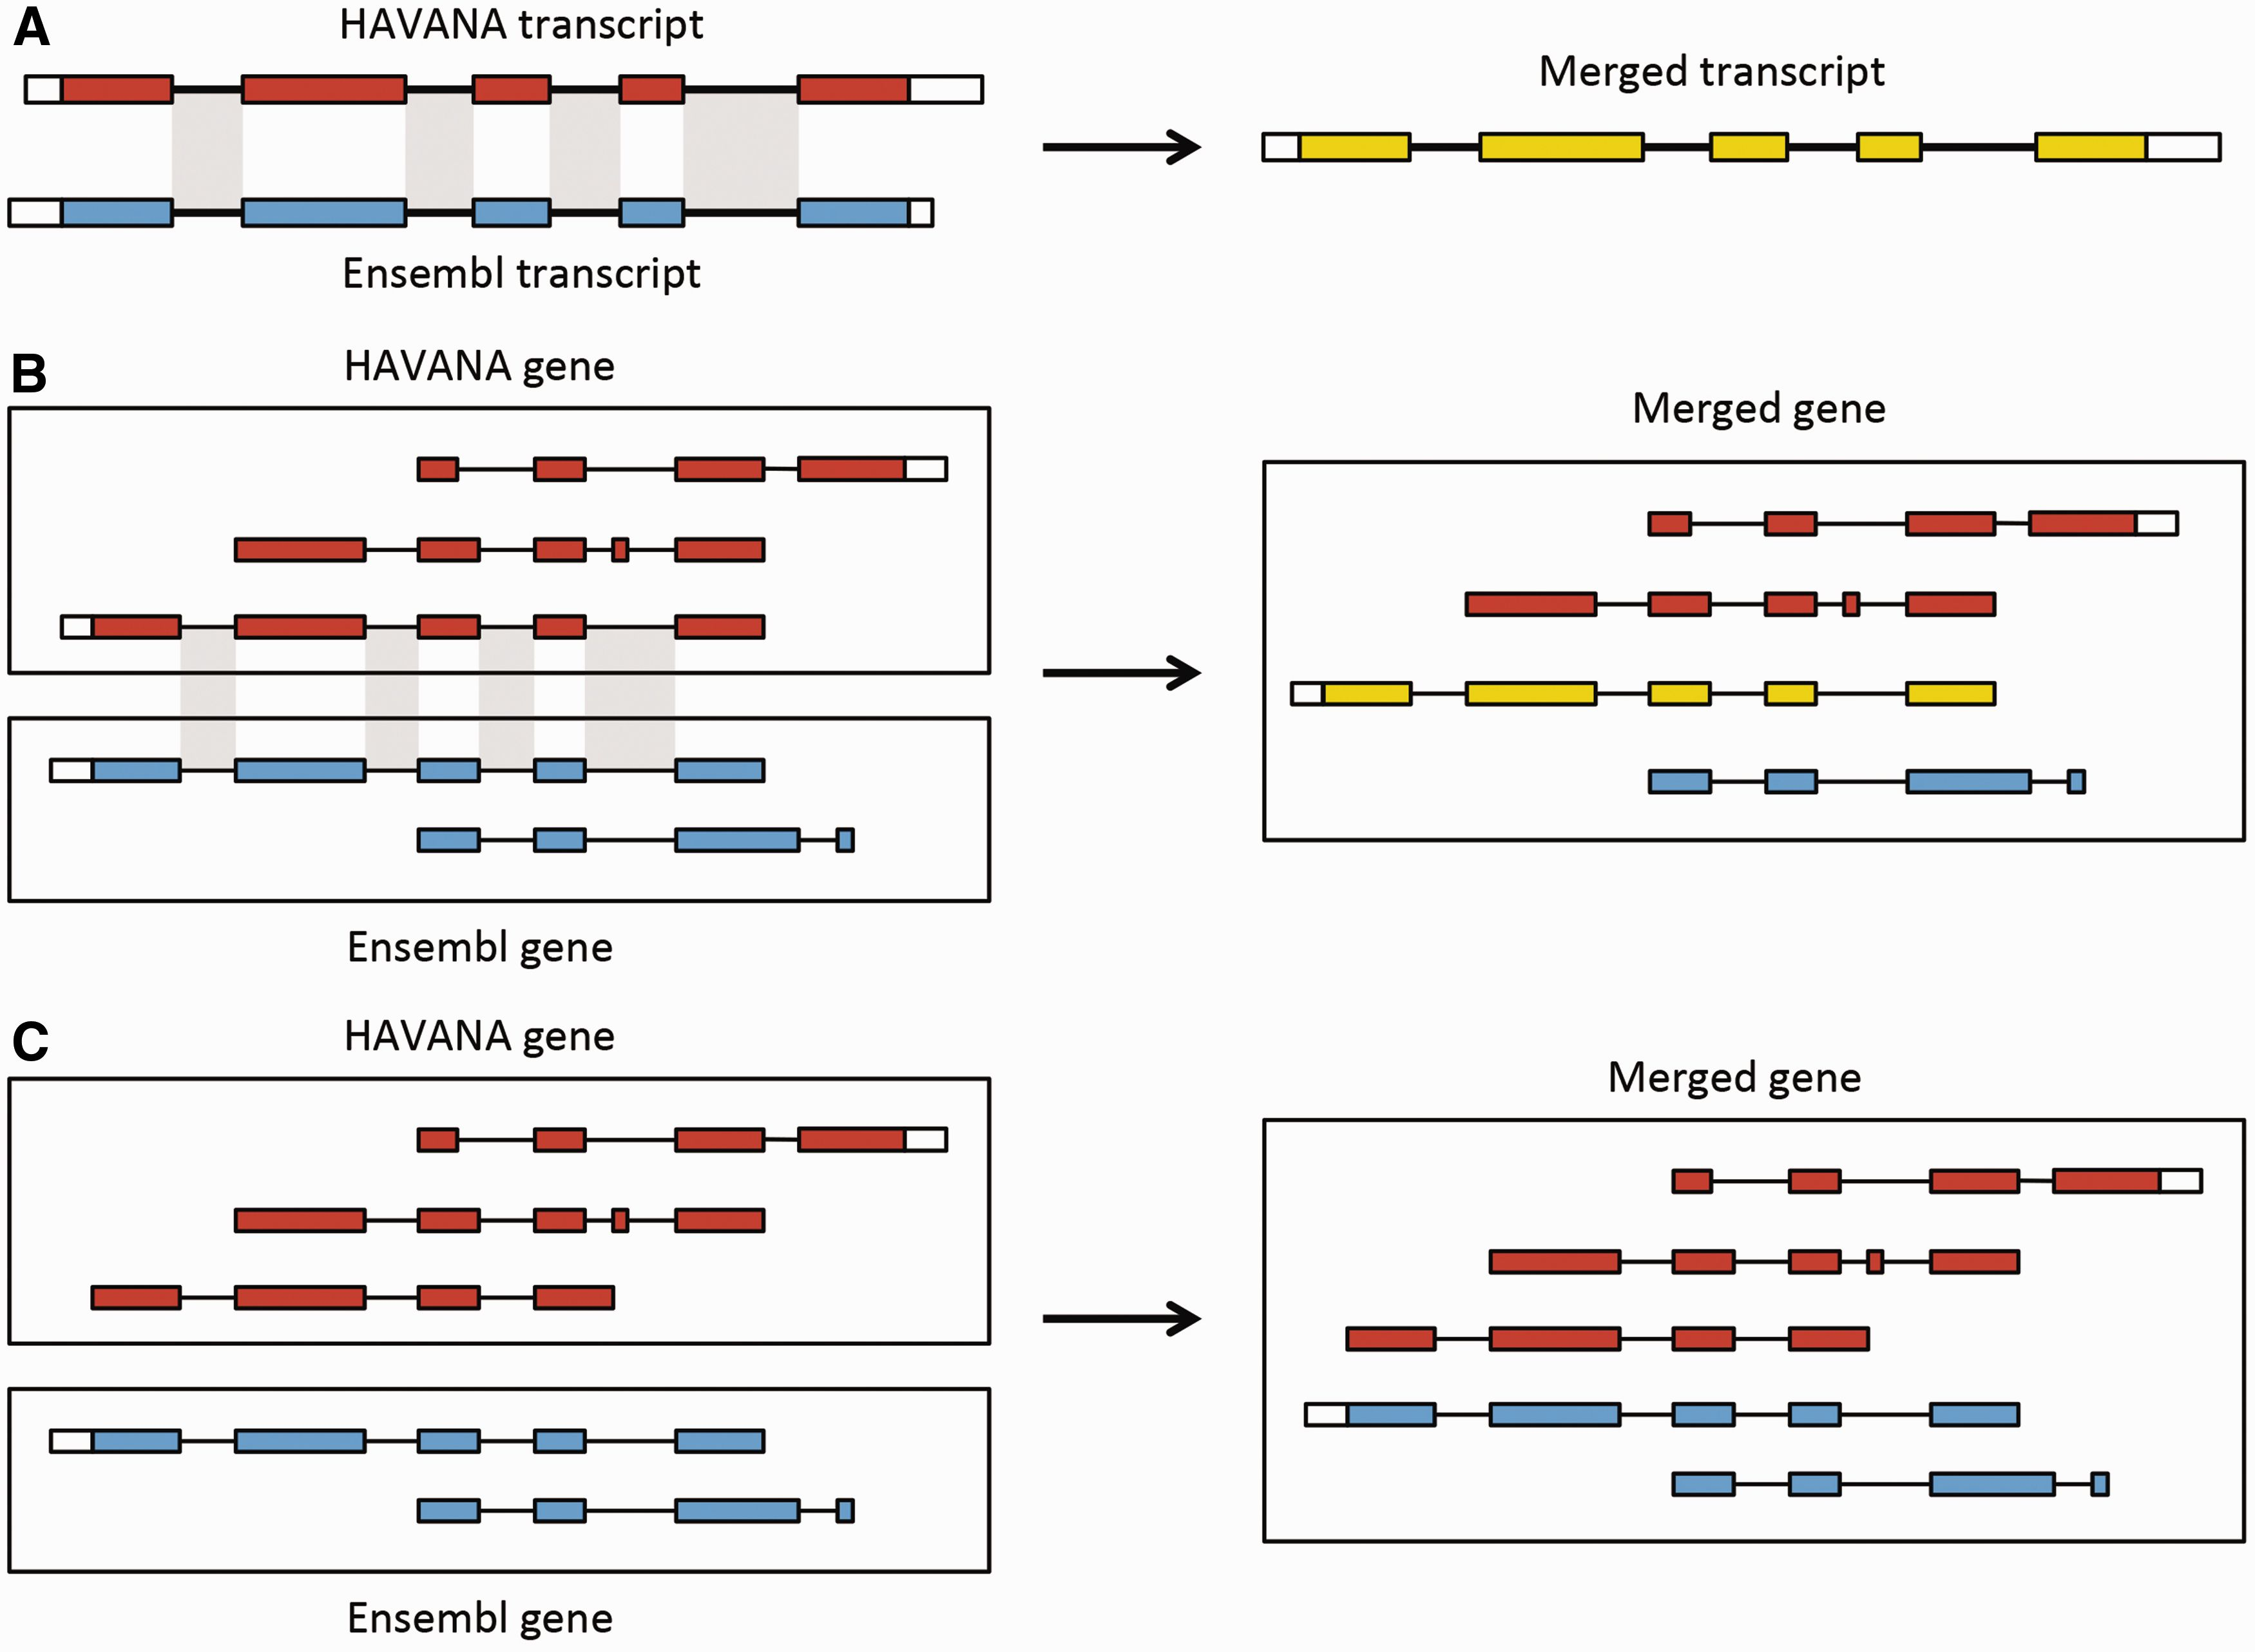 A
HAVANA transcript
Merged transcript
Ensembl transcript
B
HAVANA gene
Merged gene
Ensembl gene
C
HAVANA gene
Merged gene
Ensembl gene